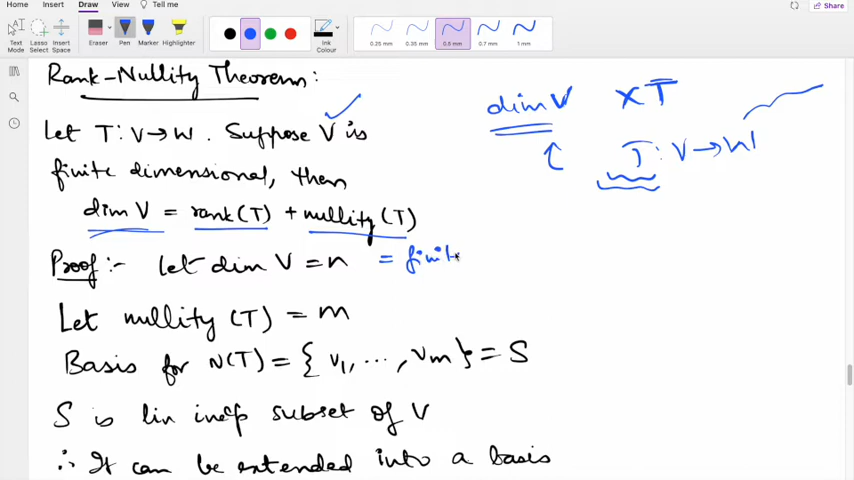 Home Insert Draw View Tell me
Share
Text Mode
Lasso Select
Insert Space
Eraser
Pen
Marker
Highlighter
Ink Colour
0.25 mm
0.35 mm
0.5 mm
0.7 mm
1 mm
Rank-Nullity Theorem:
dim V X T
Let T: V→W. Suppose V is
T: V→W
finite dimensional, then
dim V = rank(T) + nullity(T)
Proof:- let dim V = n = finit
Let nullity (T) = m
Basis for N(T) = { v1, ..., vm } = S
S is lin indep subset of V
∴ It can be extended into a basis